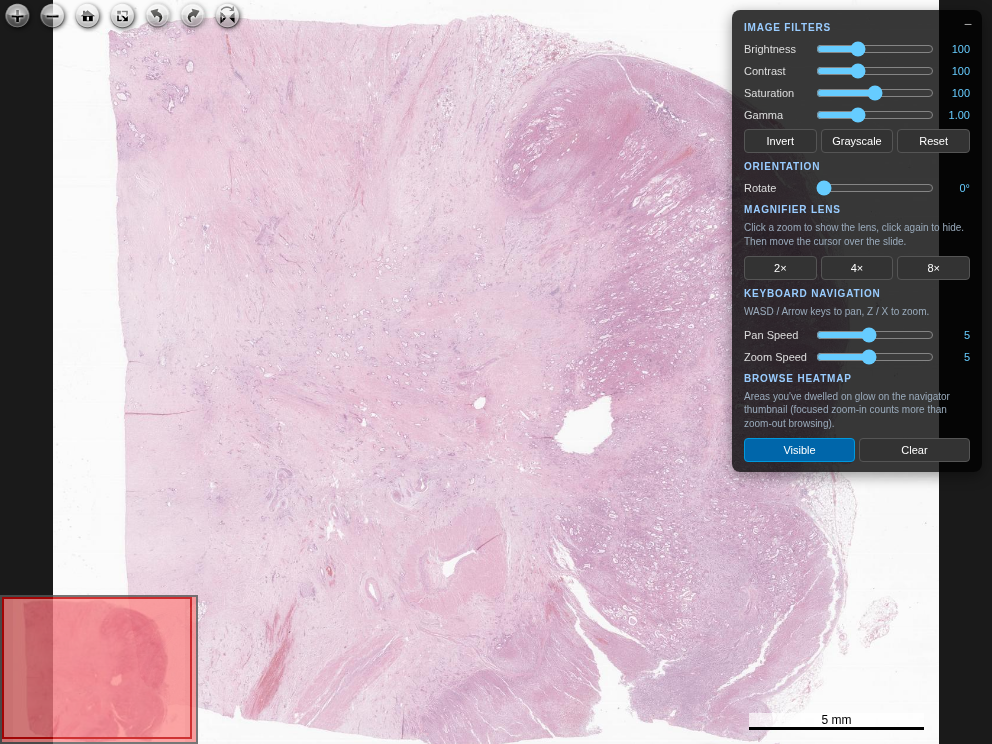 IMAGE FILTERS –
Brightness 100
Contrast 100
Saturation 100
Gamma 1.00
Invert Grayscale Reset
ORIENTATION
Rotate 0°
MAGNIFIER LENS
Click a zoom to show the lens, click again to hide.
Then move the cursor over the slide.
2× 4× 8×
KEYBOARD NAVIGATION
WASD / Arrow keys to pan, Z / X to zoom.
Pan Speed 5
Zoom Speed 5
BROWSE HEATMAP
Areas you've dwelled on glow on the navigator
thumbnail (focused zoom-in counts more than
zoom-out browsing).
Visible Clear
5 mm